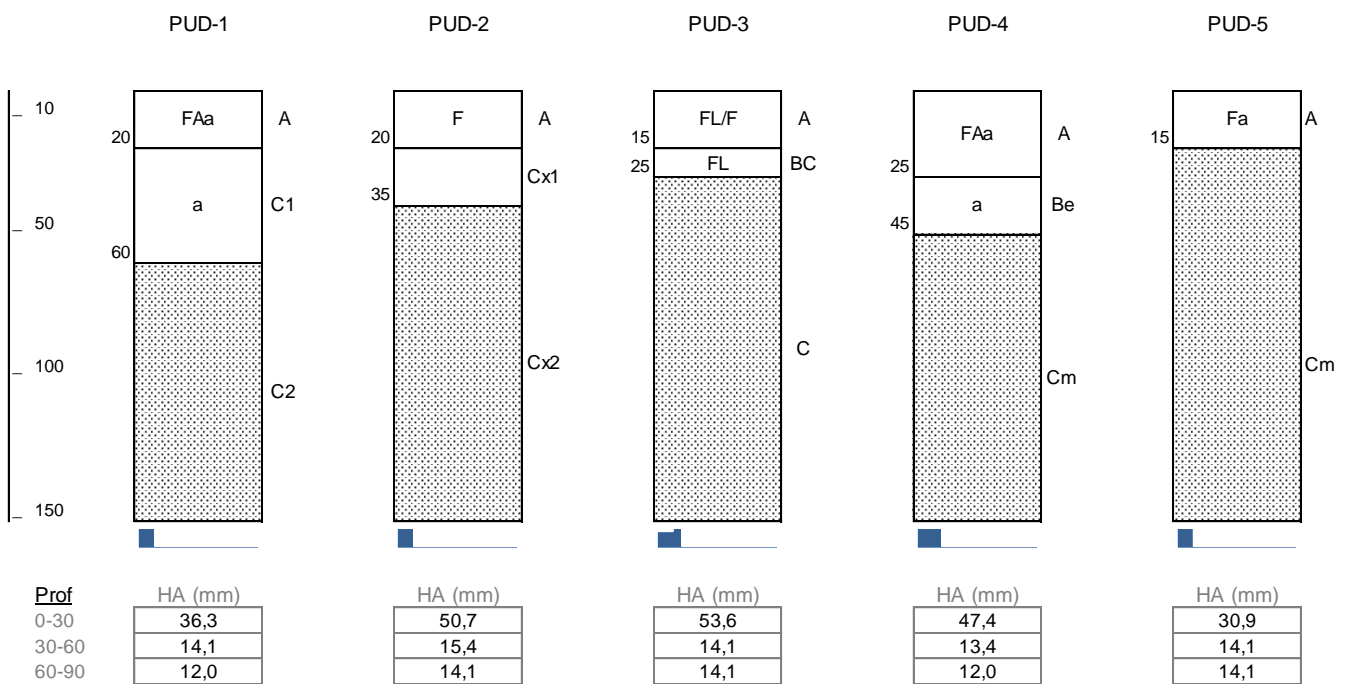 PUD-1 PUD-2 PUD-3 PUD-4 PUD-5
_ 10 FAa A F A FL/F A FAa A Fa A
20 20 15 25 15
FL BC
25
Cx1
35
a C1 a Be
_ 50 45
60
C
_ 100 Cx2 Cm Cm
C2
_ 150
Prof HA (mm) HA (mm) HA (mm) HA (mm) HA (mm)
0-30 36,3 50,7 53,6 47,4 30,9
30-60 14,1 15,4 14,1 13,4 14,1
60-90 12,0 14,1 14,1 12,0 14,1